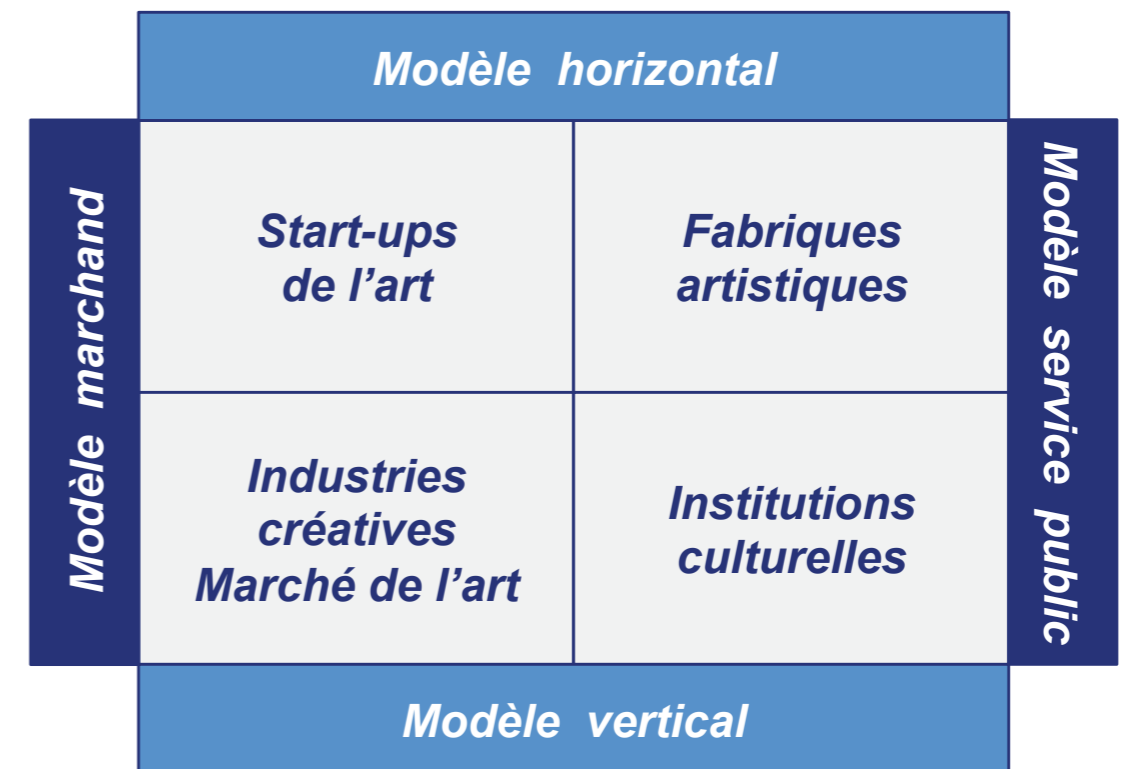 Modèle horizontal
Modèle marchand
Start-ups
de l’art
Fabriques
artistiques
Modèle service public
Industries
créatives
Marché de l’art
Institutions
culturelles
Modèle vertical